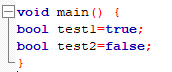 void main() {
bool test1=true;
bool test2=false;
}